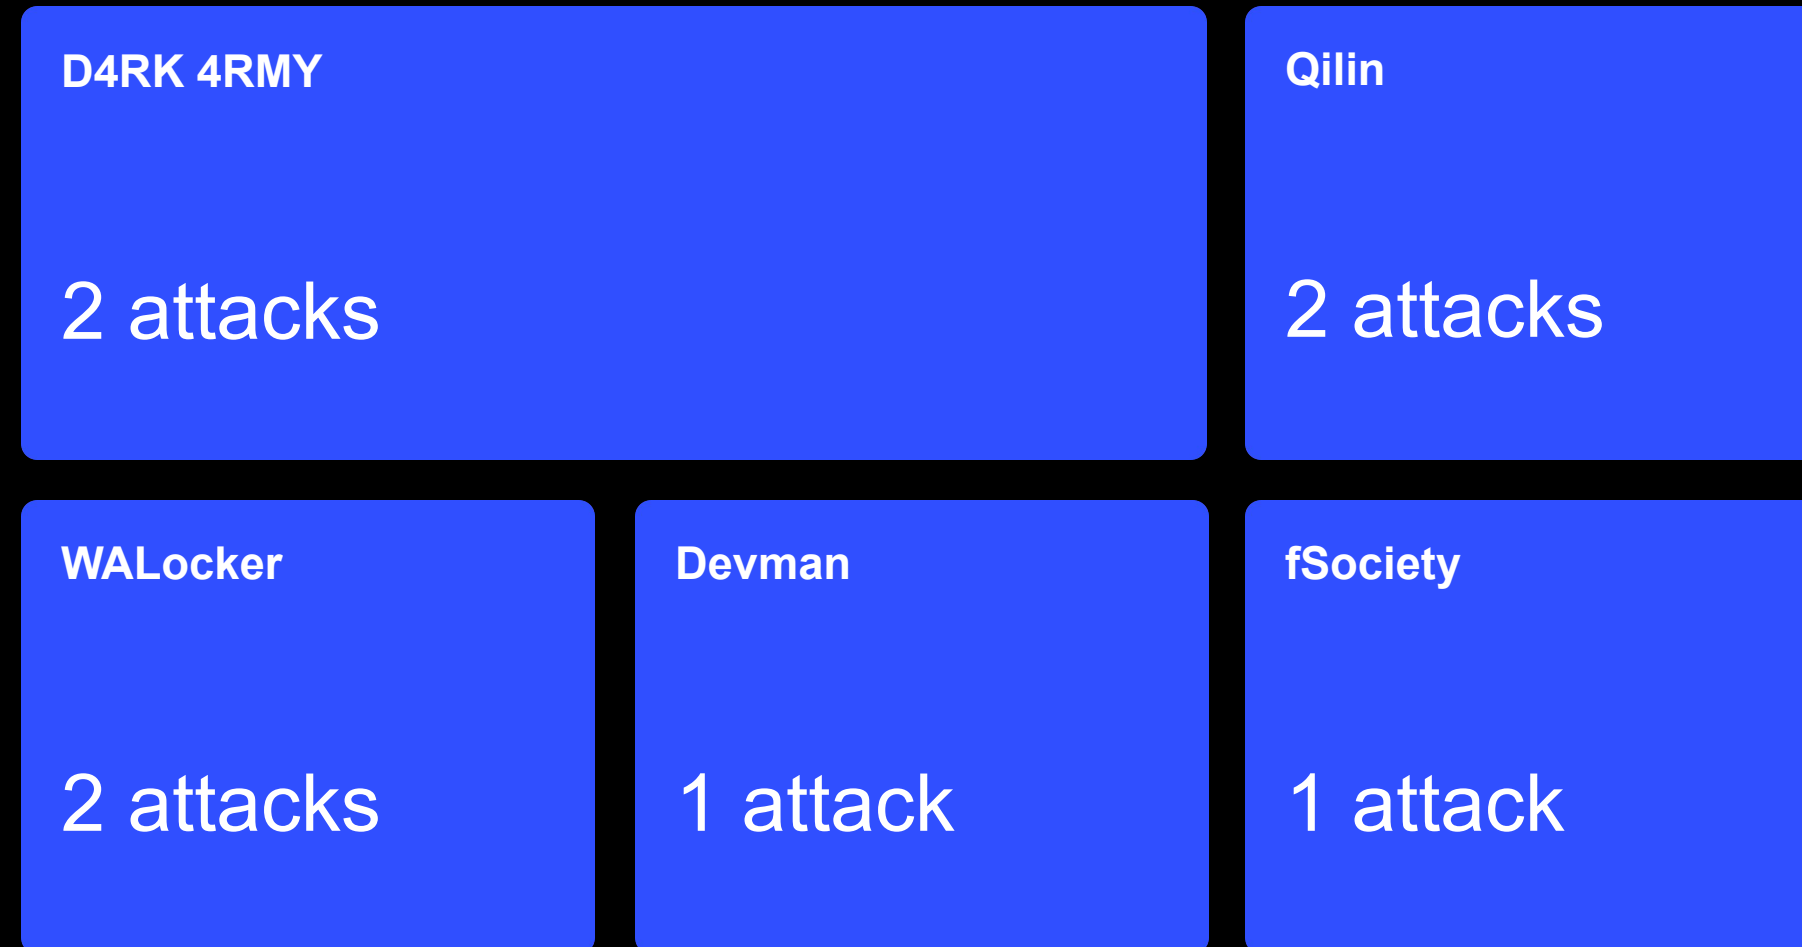 D4RK 4RMY
2 attacks
Qilin
2 attacks
WALocker
2 attacks
Devman
1 attack
fSociety
1 attack